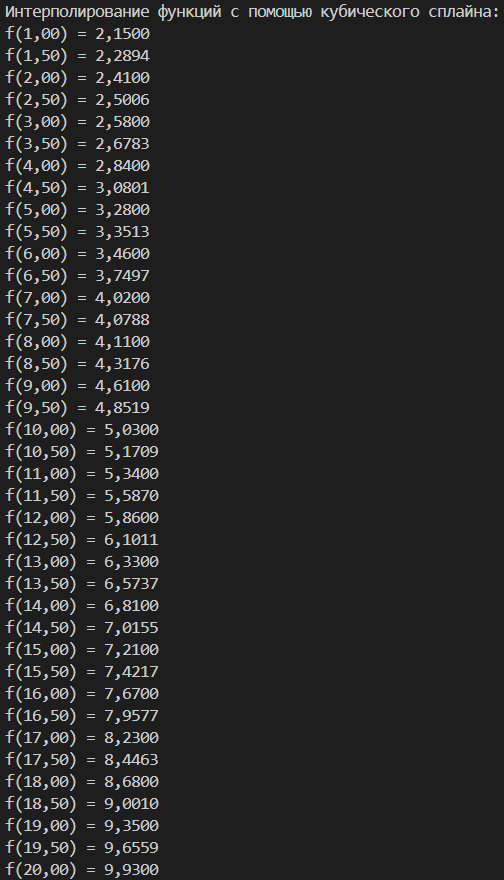 Интерполирование функций с помощью кубического сплайна:
f(1,00) = 2,1500
f(1,50) = 2,2894
f(2,00) = 2,4100
f(2,50) = 2,5006
f(3,00) = 2,5800
f(3,50) = 2,6783
f(4,00) = 2,8400
f(4,50) = 3,0801
f(5,00) = 3,2800
f(5,50) = 3,3513
f(6,00) = 3,4600
f(6,50) = 3,7497
f(7,00) = 4,0200
f(7,50) = 4,0788
f(8,00) = 4,1100
f(8,50) = 4,3176
f(9,00) = 4,6100
f(9,50) = 4,8519
f(10,00) = 5,0300
f(10,50) = 5,1709
f(11,00) = 5,3400
f(11,50) = 5,5870
f(12,00) = 5,8600
f(12,50) = 6,1011
f(13,00) = 6,3300
f(13,50) = 6,5737
f(14,00) = 6,8100
f(14,50) = 7,0155
f(15,00) = 7,2100
f(15,50) = 7,4217
f(16,00) = 7,6700
f(16,50) = 7,9577
f(17,00) = 8,2300
f(17,50) = 8,4463
f(18,00) = 8,6800
f(18,50) = 9,0010
f(19,00) = 9,3500
f(19,50) = 9,6559
f(20,00) = 9,9300